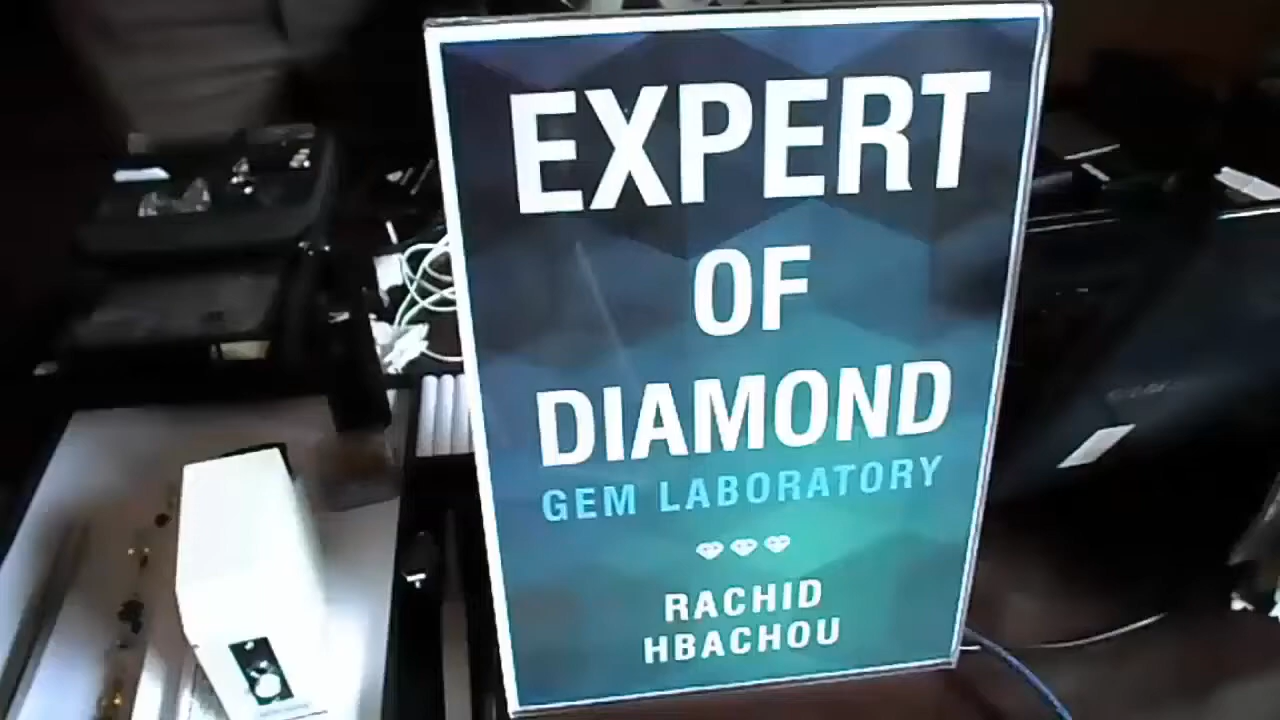 EXPERT
OF
DIAMOND
GEM LABORATORY
RACHID
HBACHOU